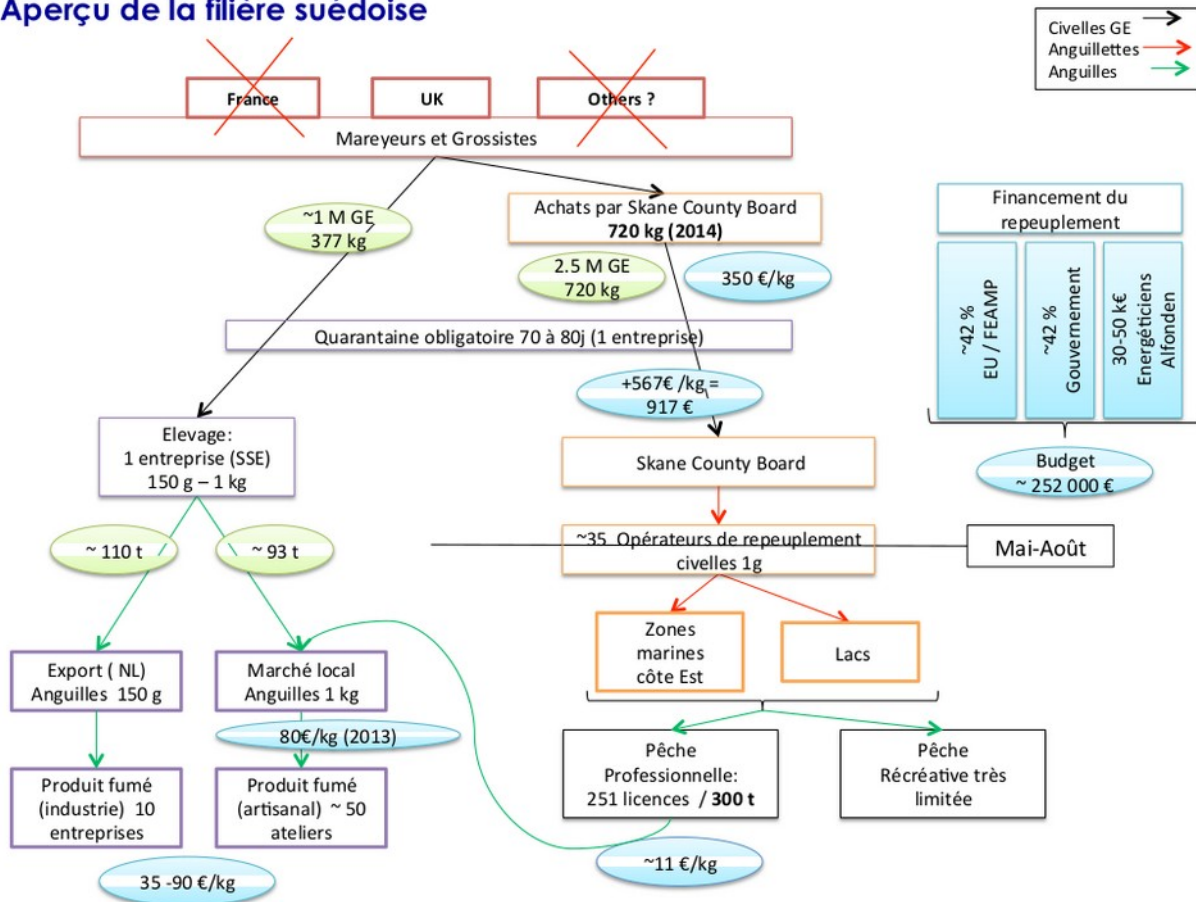 Aperçu de la filière suédoise
Civelles GE
Anguillettes
Anguilles
France
UK
Others ?
Mareyeurs et Grossistes
~1 M GE
377 kg
Achats par Skane County Board
720 kg (2014)
2.5 M GE
720 kg
350 €/kg
Financement du
repeuplement
~42 %
EU / FEAMP
~42 %
Gouvernement
30-50 k€
Energéticiens
Alfonden
Budget
~ 252 000 €
Quarantaine obligatoire 70 à 80j (1 entreprise)
+567€ /kg =
917 €
Elevage:
1 entreprise (SSE)
150 g – 1 kg
Skane County Board
~ 110 t
~ 93 t
~35 Opérateurs de repeuplement
civelles 1g
Mai-Août
Zones
marines
côte Est
Lacs
Export ( NL)
Anguilles 150 g
Marché local
Anguilles 1 kg
80€/kg (2013)
Produit fumé
(industrie) 10
entreprises
Produit fumé
(artisanal) ~ 50
ateliers
35 -90 €/kg
Pêche
Professionnelle:
251 licences / 300 t
Pêche
Récréative très
limitée
~11 €/kg